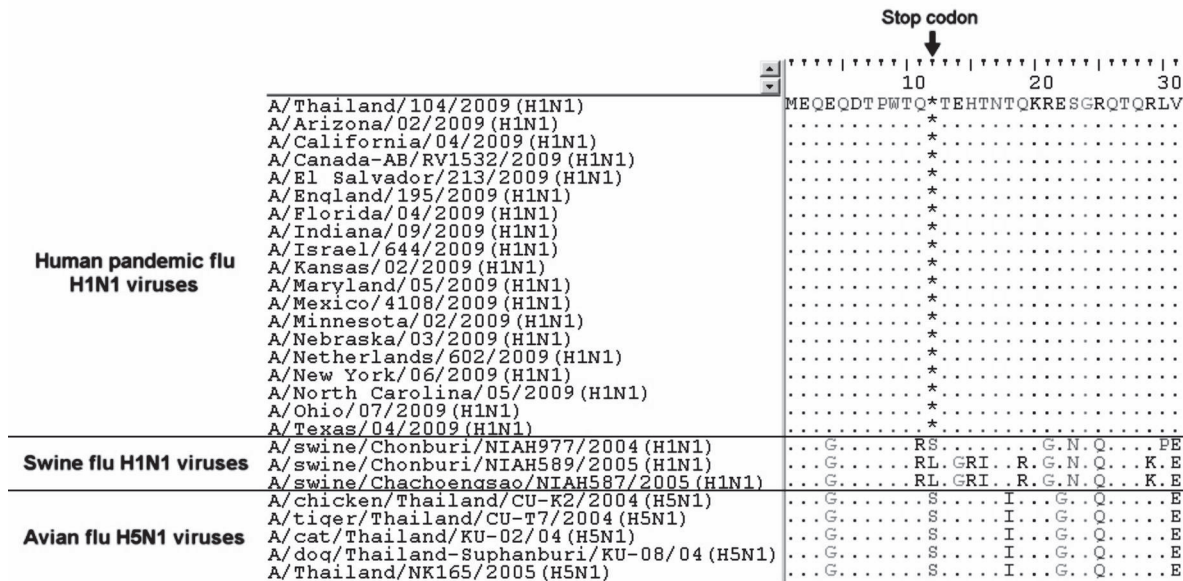 Stop codon
10 20 30
A/Thailand/104/2009(H1N1) MEQEQDTPWTQ*TEHTNTQKRESGRQTQRLV
A/Arizona/02/2009(H1N1) ...........*...................
A/California/04/2009(H1N1) ...........*...................
A/Canada-AB/RV1532/2009(H1N1) ...........*...................
A/El Salvador/213/2009(H1N1) ...........*...................
A/England/195/2009(H1N1) ...........*...................
A/Florida/04/2009(H1N1) ...........*...................
A/Indiana/09/2009(H1N1) ...........*...................
A/Israel/644/2009(H1N1) ...........*...................
Human pandemic flu
H1N1 viruses
A/Kansas/02/2009(H1N1) ...........*...................
A/Maryland/05/2009(H1N1) ...........*...................
A/Mexico/4108/2009(H1N1) ...........*...................
A/Minnesota/02/2009(H1N1) ...........*...................
A/Nebraska/03/2009(H1N1) ...........*...................
A/Netherlands/602/2009(H1N1) ...........*...................
A/New York/06/2009(H1N1) ...........*...................
A/North Carolina/05/2009(H1N1) ...........*...................
A/Ohio/07/2009(H1N1) ...........*...................
A/Texas/04/2009(H1N1) ...........*...................
Swine flu H1N1 viruses
A/swine/Chonburi/NIAH977/2004(H1N1) ...G......RS........G.N.Q....PE
A/swine/Chonburi/NIAH589/2005(H1N1) ...G......RL.GRI..R.G.N.Q...K.E
A/swine/Chachoengsao/NIAH587/2005(H1N1) ...G......RL.GRI..R.G.N.Q...K.E
Avian flu H5N1 viruses
A/chicken/Thailand/CU-K2/2004(H5N1) ...G.......S.....I...G..Q.....E
A/tiger/Thailand/CU-T7/2004(H5N1) ...G.......S.....I...G..Q.....E
A/cat/Thailand/KU-02/04(H5N1) ...G.......S.....I...G..Q.....E
A/dog/Thailand-Suphanburi/KU-08/04(H5N1) ...G.......S.....I...G..Q.....E
A/Thailand/NK165/2005(H5N1) ...G.......S.....I...G..Q.....E